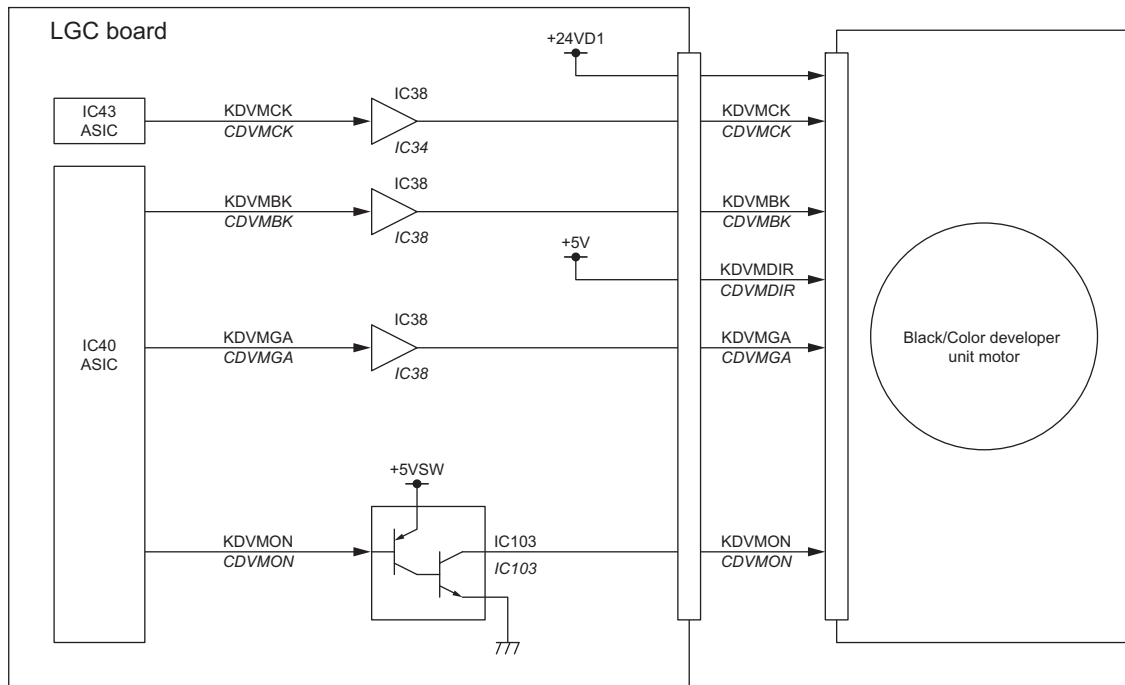 LGC board
+24VD1
IC43
ASIC
KDVMCK
CDVMCK
IC38
IC34
KDVMCK
CDVMCK
KDVMBK
CDVMBK
IC38
IC38
KDVMBK
CDVMBK
+5V
KDVMDIR
CDVMDIR
IC40
ASIC
KDVMGA
CDVMGA
IC38
IC38
KDVMGA
CDVMGA
Black/Color developer
unit motor
+5VSW
KDVMON
CDVMON
IC103
IC103
KDVMON
CDVMON